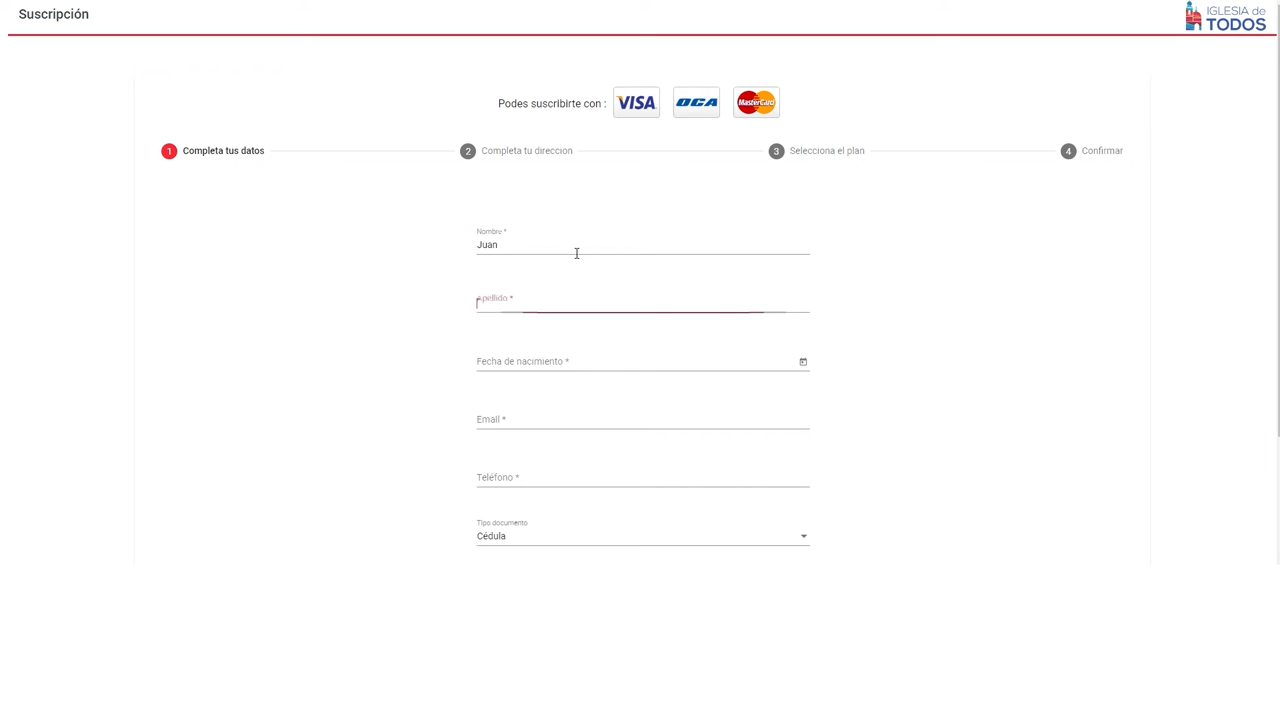 Suscripción
IGLESIA de
TODOS
Podes suscribirte con :
VISA
OCA
MasterCard
1 Completa tus datos
2 Completa tu direccion
3 Selecciona el plan
4 Confirmar
Nombre *
Juan
Apellido *
Fecha de nacimiento *
Email *
Teléfono *
Tipo documento
Cédula